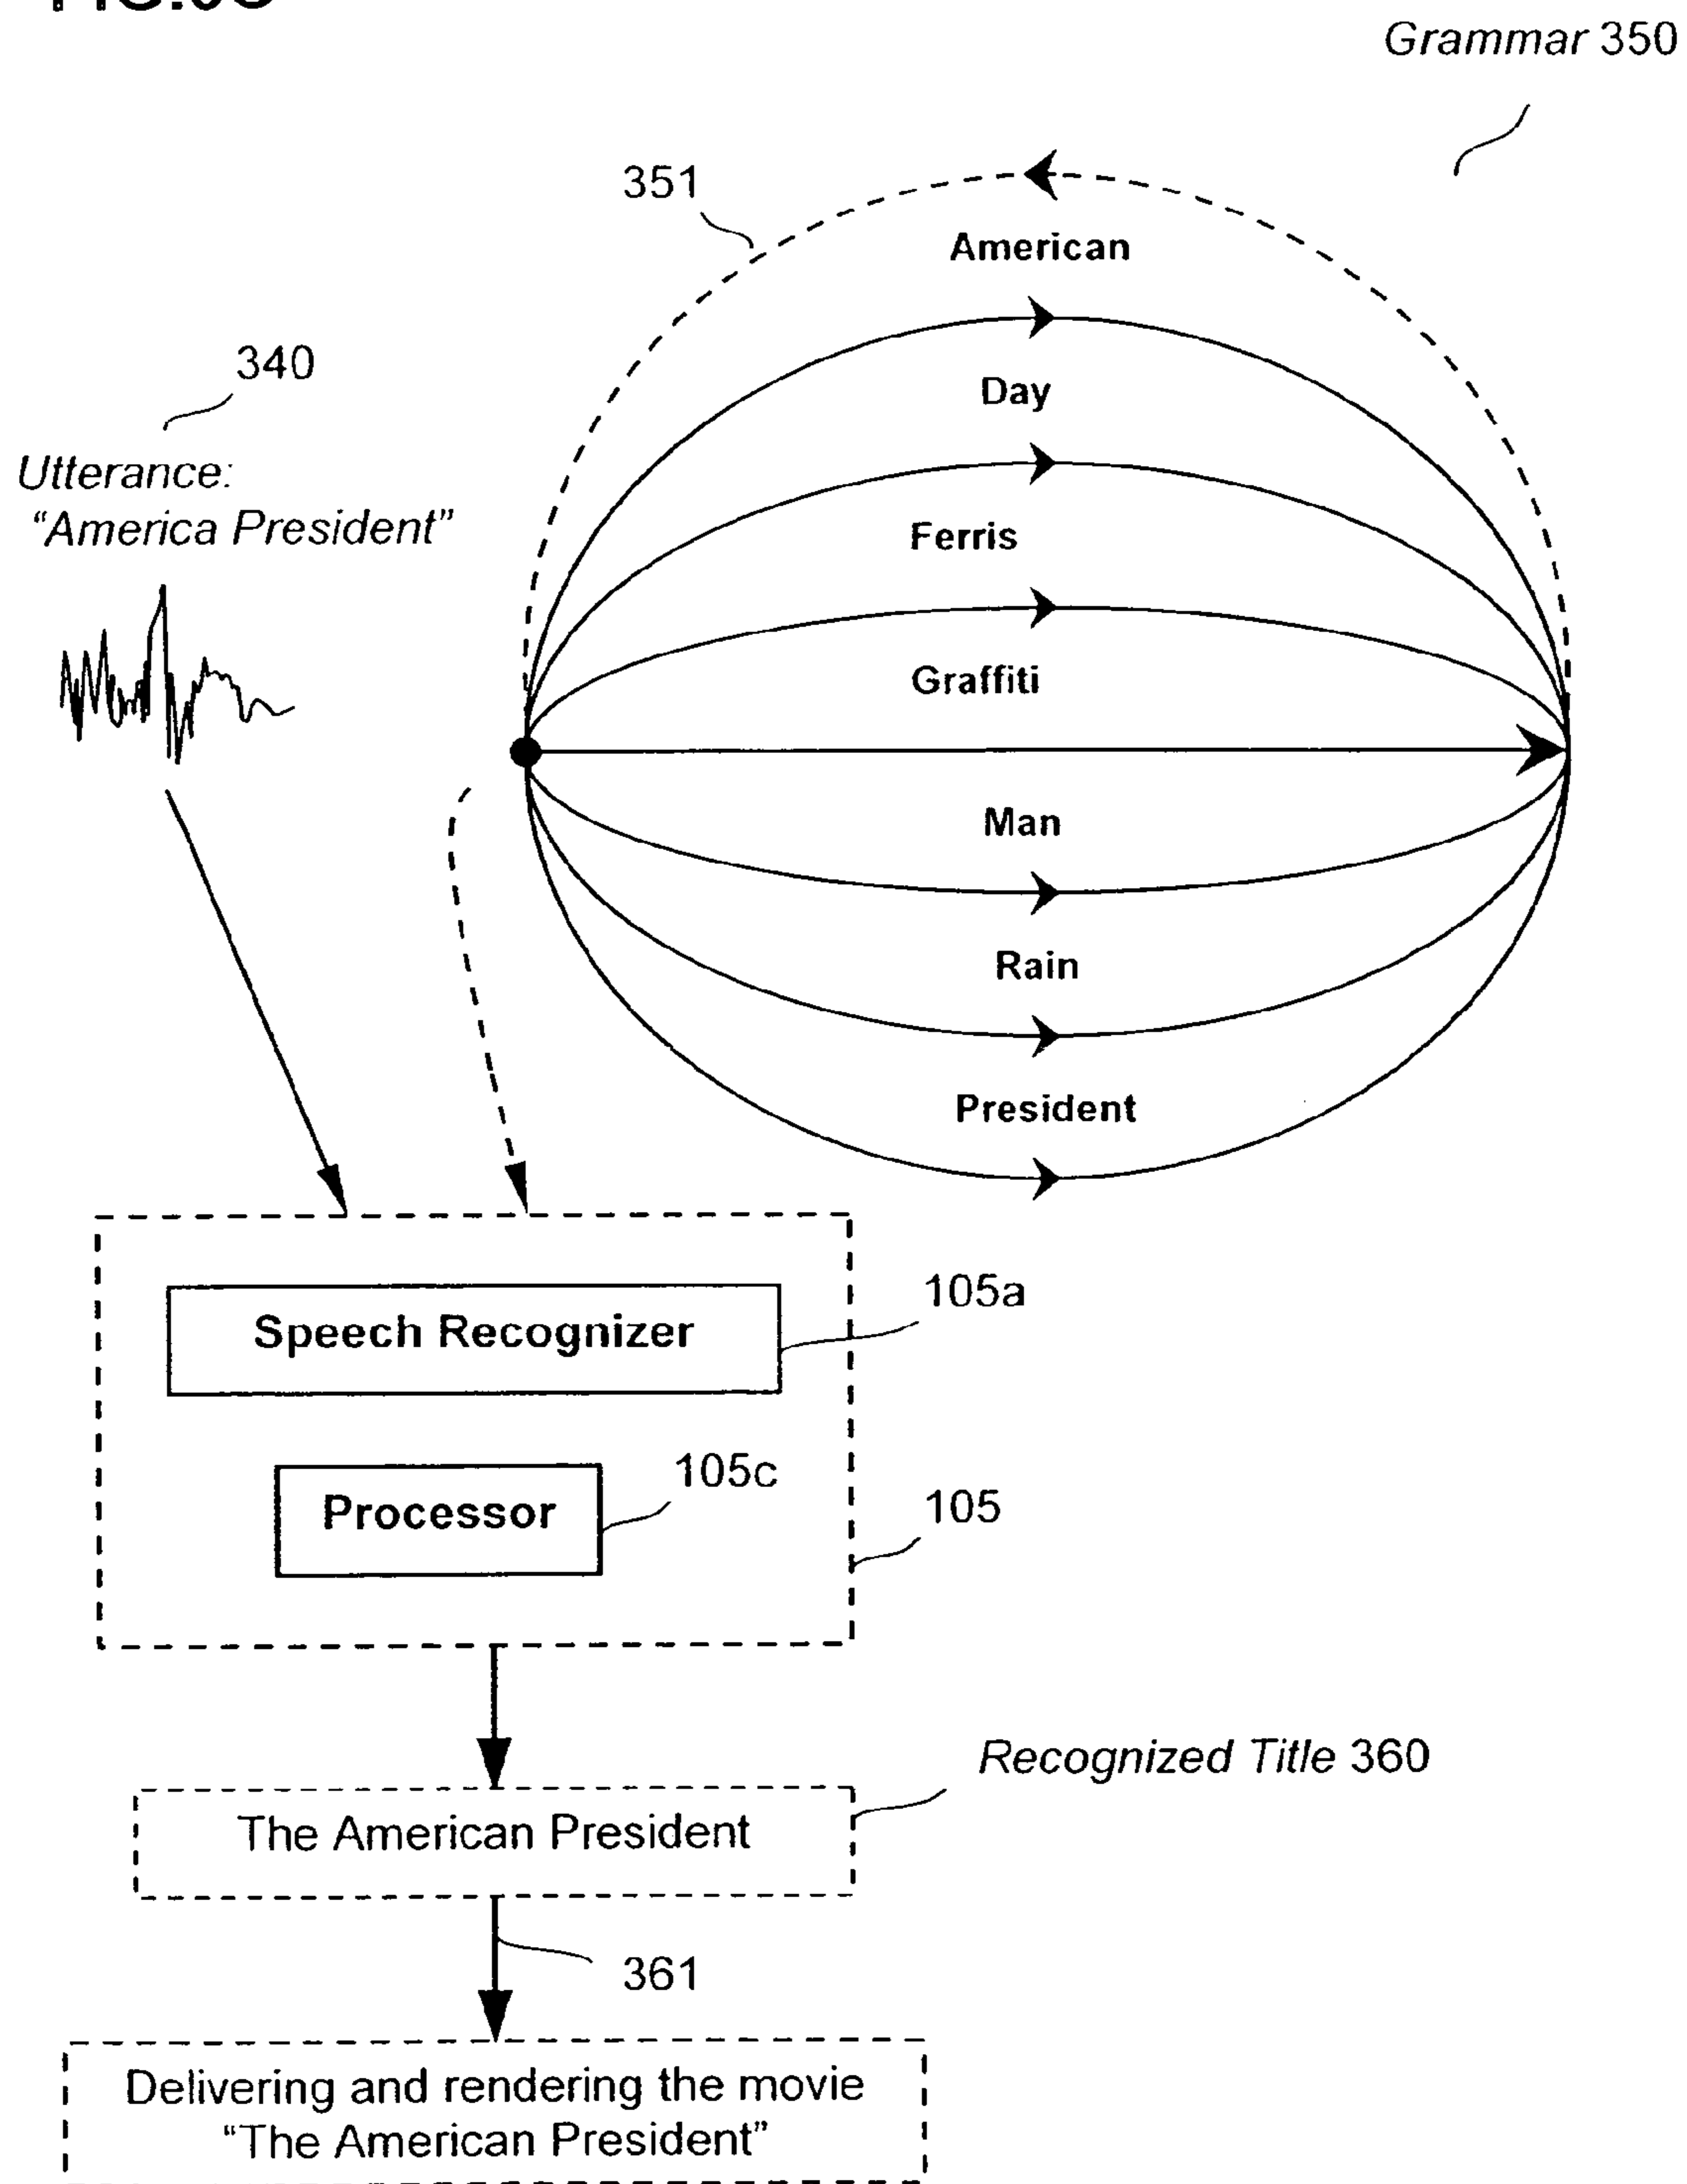 Grammar 350
351
American
340
Day
Utterance:
“America President”
Ferris
Graffiti
Man
Rain
President
105a
Speech Recognizer
105c
Processor
105
Recognized Title 360
The American President
361
Delivering and rendering the movie
“The American President”